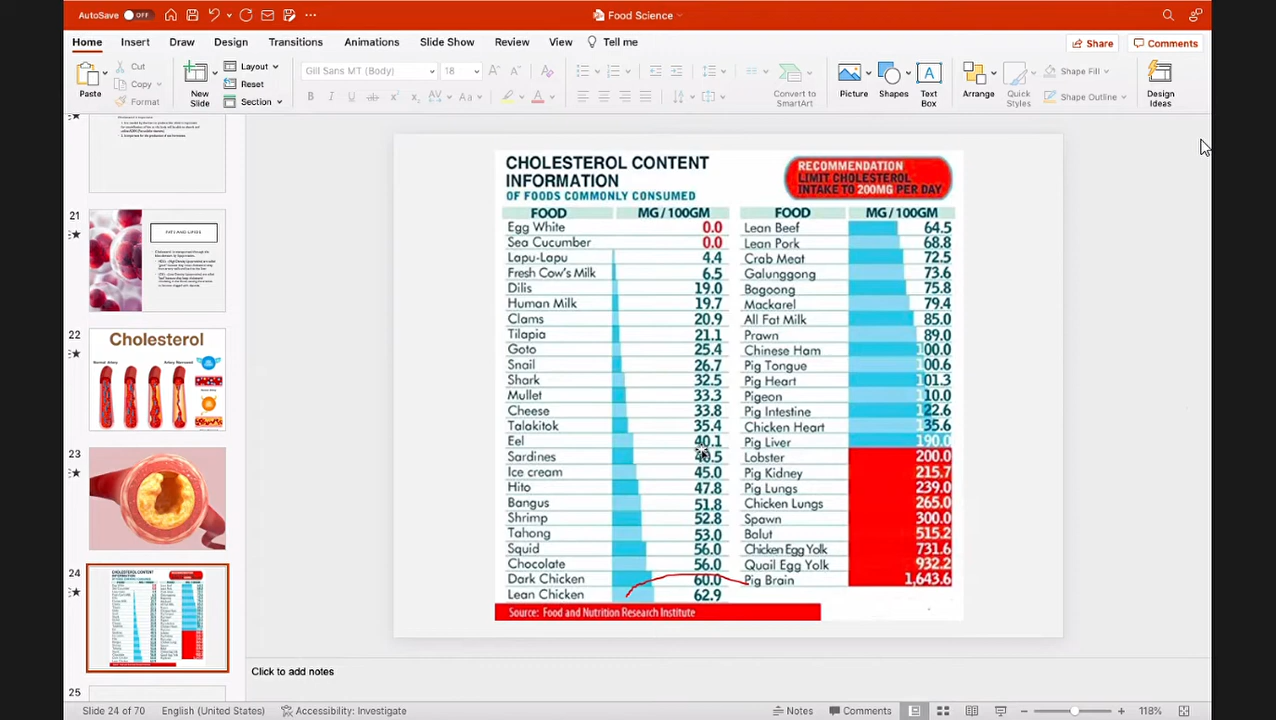 AutoSave OFF
Food Science
Home Insert Draw Design Transitions Animations Slide Show Review View Tell me
Share Comments
Paste
Cut
Copy
Format
New Slide
Layout
Reset
Section
Gill Sans MT (Body)
Convert to SmartArt
Picture
Shapes
Text Box
Arrange
Quick Styles
Shape Fill
Shape Outline
Design Ideas
21
22
Cholesterol
23
24
25
CHOLESTEROL CONTENT
INFORMATION
OF FOODS COMMONLY CONSUMED
RECOMMENDATION
LIMIT CHOLESTEROL
INTAKE TO 200MG PER DAY
FOOD MG / 100GM FOOD MG / 100GM
Egg White 0.0 Lean Beef 64.5
Sea Cucumber 0.0 Lean Pork 68.8
Lapu-Lapu 4.4 Crab Meat 72.5
Fresh Cow's Milk 6.5 Galunggong 73.6
Dilis 19.0 Bagoong 75.8
Human Milk 19.7 Mackarel 79.4
Clams 20.9 All Fat Milk 85.0
Tilapia 21.1 Prawn 89.0
Goto 25.4 Chinese Ham 100.0
Snail 26.7 Pig Tongue 100.6
Shark 32.5 Pig Heart 101.3
Mullet 33.3 Pigeon 110.0
Cheese 33.8 Pig Intestine 122.6
Talakitok 35.4 Chicken Heart 135.6
Eel 40.1 Pig Liver 190.0
Sardines Lobster 200.0
Ice cream 45.0 Pig Kidney 215.7
Hito 47.8 Pig Lungs 239.0
Bangus 51.8 Chicken Lungs 265.0
Shrimp 52.8 Spawn 300.0
Tahong 53.0 Balut 515.2
Squid 56.0 Chicken Egg Yolk 731.6
Chocolate 56.0 Quail Egg Yolk 932.2
Dark Chicken 60.0 Pig Brain 1,643.6
Lean Chicken 62.9
Source: Food and Nutrition Research Institute
Click to add notes
Slide 24 of 70 English (United States) Accessibility: Investigate Notes Comments 118%